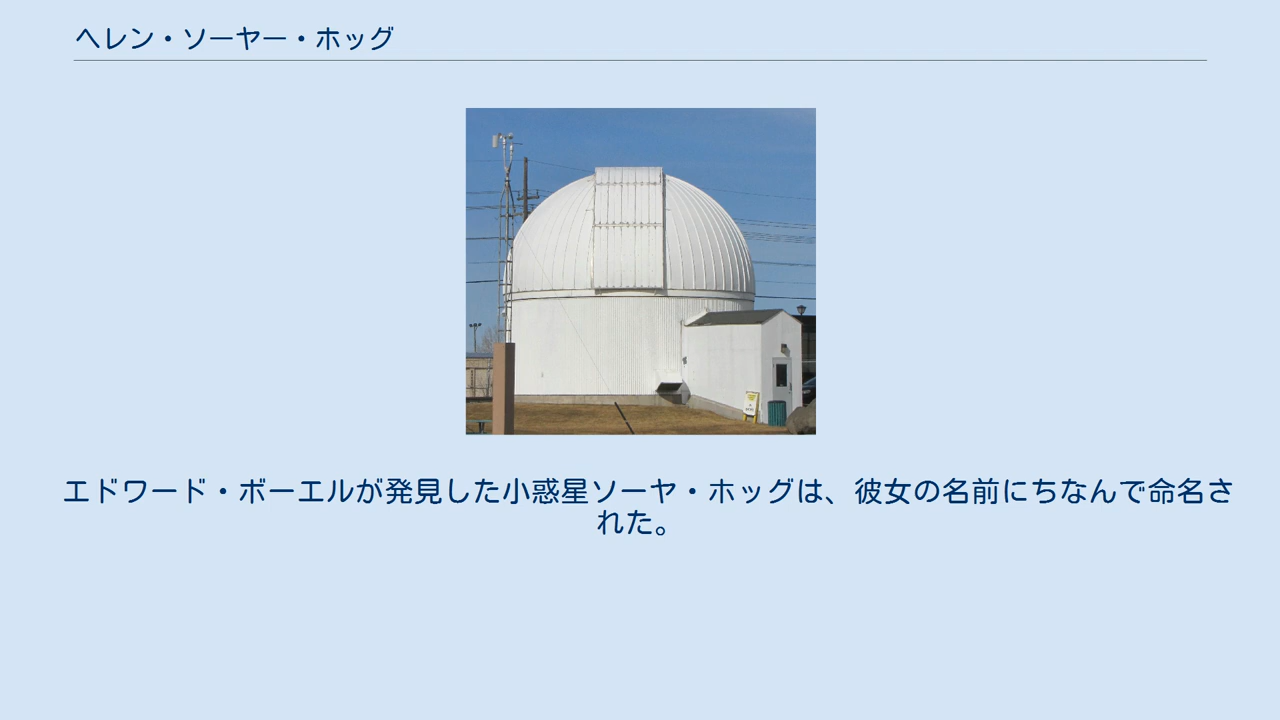 ヘレン・ソーヤー・ホッグ
エドワード・ボーエルが発見した小惑星ソーヤ・ホッグは、彼女の名前にちなんで命名さ
れた。